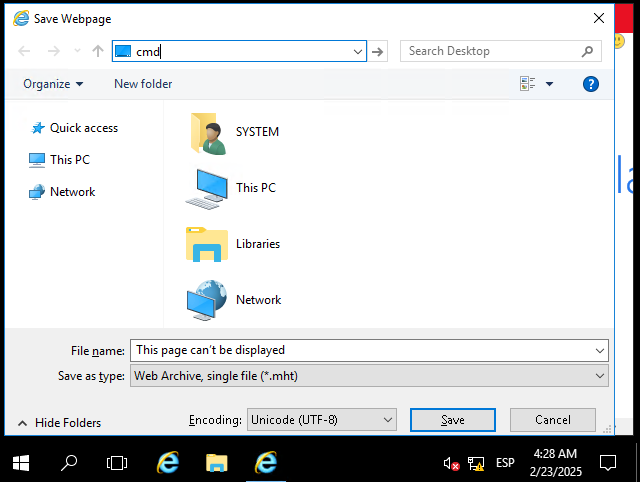 Save Webpage
cmd
Search Desktop
Organize
New folder
?
Quick access
This PC
Network
SYSTEM
This PC
Libraries
Network
la
File name: This page can't be displayed
Save as type: Web Archive, single file (*.mht)
Hide Folders
Encoding: Unicode (UTF-8)
Save
Cancel
ESP
4:28 AM
2/23/2025